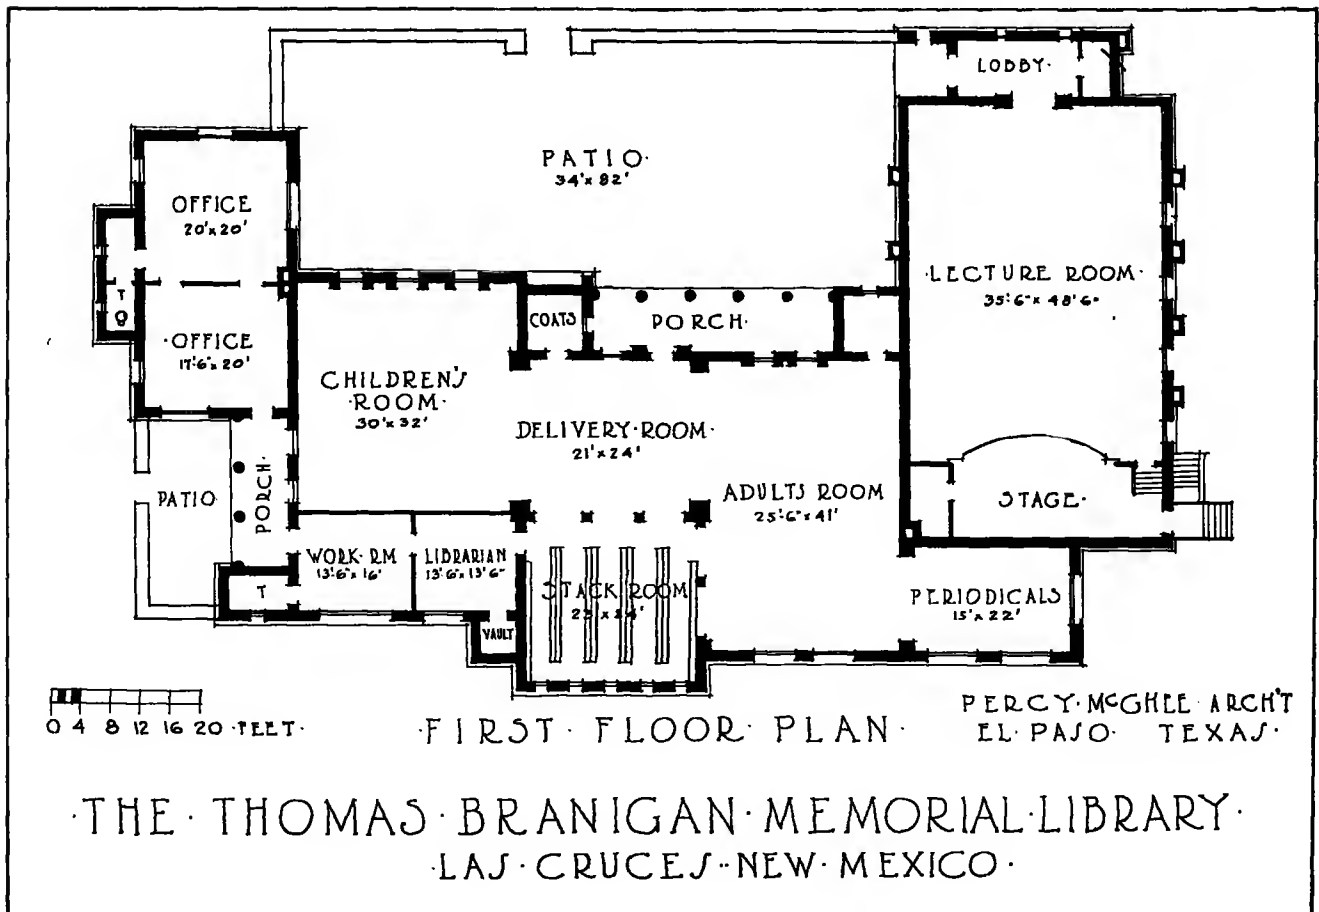 LOBBY·
PATIO·
34'x 82'
OFFICE
20'x 20'
·LECTURE ROOM·
35'-6"x 48'6"
T
COATS
PORCH·
·OFFICE
17'-6"x 20'
CHILDREN'S
·ROOM·
30'x 32'
DELIVERY·ROOM·
21'x 24'
PATIO
PORCH·
ADULTS ROOM
25'-6"x 41'
STAGE·
WORK·RM
13'-6"x 16'
LIBRARIAN
13'-6"x 13'6"
T
STACK ROOM
23'x 24'
PERIODICALS
15'x 22'
VAULT
0 4 8 12 16 20·FEET·
·FIRST·FLOOR·PLAN·
PERCY·McGHEE ARCH'T
EL·PASO· TEXAS·
·THE·THOMAS·BRANIGAN·MEMORIAL·LIBRARY·
·LAS·CRUCES··NEW·MEXICO·